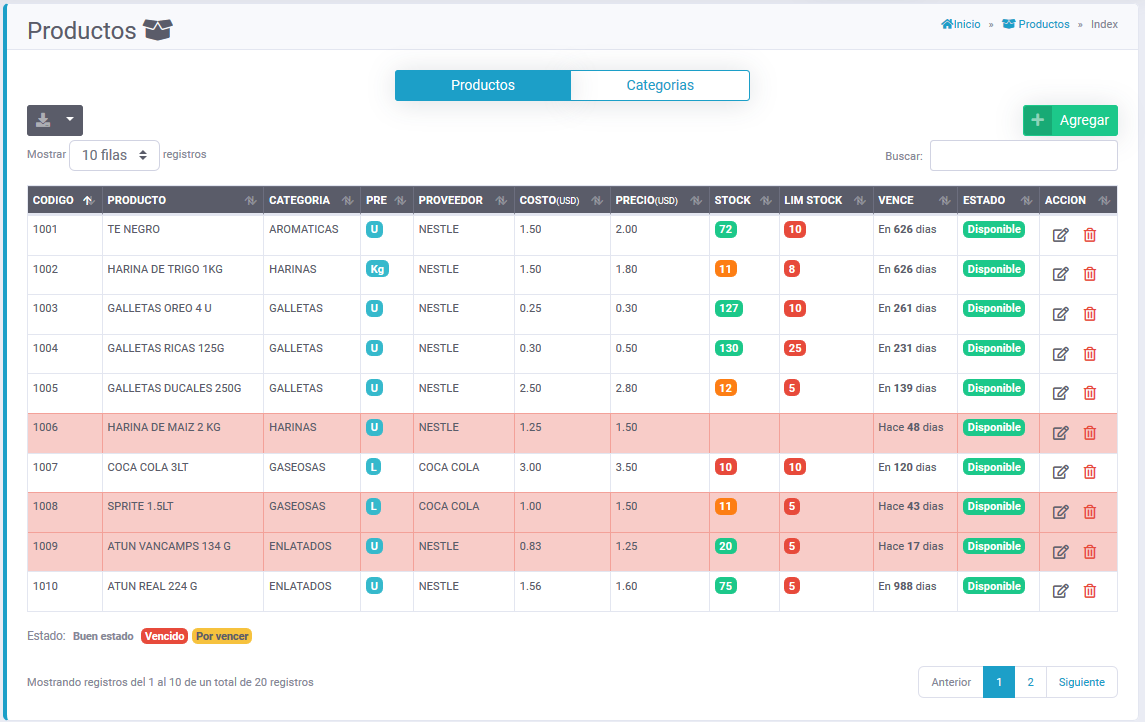 Productos
Inicio » Productos » Index
Productos Categorias
Agregar
Mostrar 10 filas registros
Buscar:
CODIGO PRODUCTO CATEGORIA PRE PROVEEDOR COSTO(USD) PRECIO(USD) STOCK LIM STOCK VENCE ESTADO ACCION
1001 TE NEGRO AROMATICAS U NESTLE 1.50 2.00 72 10 En 626 dias Disponible
1002 HARINA DE TRIGO 1KG HARINAS Kg NESTLE 1.50 1.80 11 8 En 626 dias Disponible
1003 GALLETAS OREO 4 U GALLETAS U NESTLE 0.25 0.30 127 10 En 261 dias Disponible
1004 GALLETAS RICAS 125G GALLETAS U NESTLE 0.30 0.50 130 25 En 231 dias Disponible
1005 GALLETAS DUCALES 250G GALLETAS U NESTLE 2.50 2.80 12 5 En 139 dias Disponible
1006 HARINA DE MAIZ 2 KG HARINAS U NESTLE 1.25 1.50 Hace 48 dias Disponible
1007 COCA COLA 3LT GASEOSAS L COCA COLA 3.00 3.50 10 10 En 120 dias Disponible
1008 SPRITE 1.5LT GASEOSAS L COCA COLA 1.00 1.50 11 5 Hace 43 dias Disponible
1009 ATUN VANCAMPS 134 G ENLATADOS U NESTLE 0.83 1.25 20 5 Hace 17 dias Disponible
1010 ATUN REAL 224 G ENLATADOS U NESTLE 1.56 1.60 75 5 En 988 dias Disponible
Estado: Buen estado Vencido Por vencer
Mostrando registros del 1 al 10 de un total de 20 registros
Anterior 1 2 Siguiente